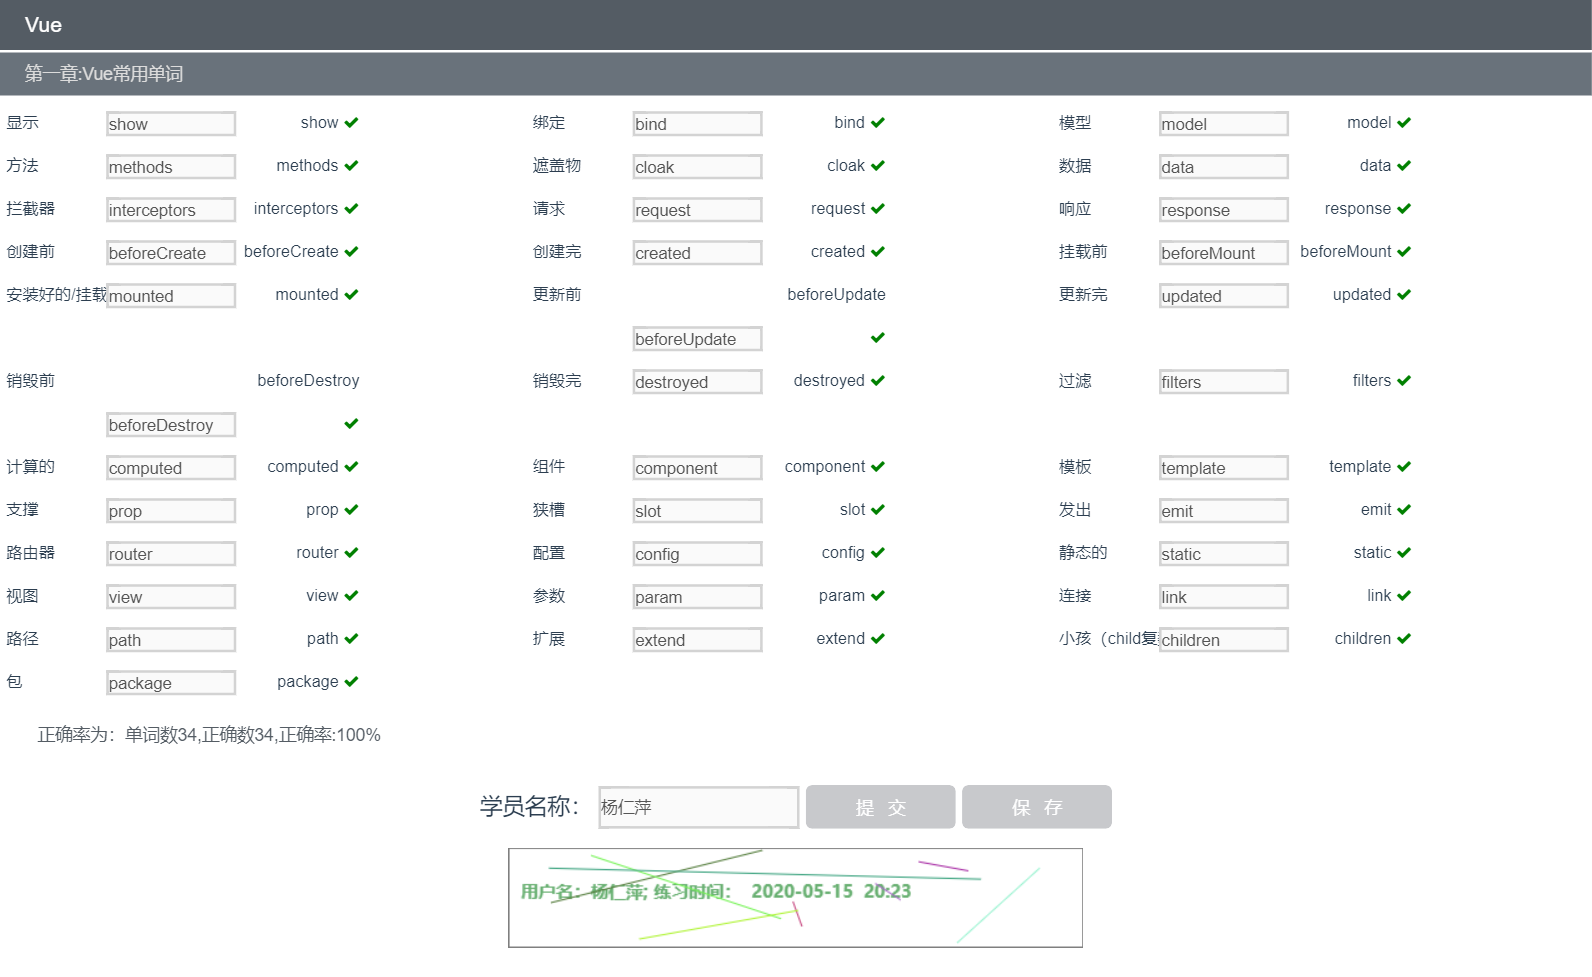 Vue
第一章:Vue常用单词
显示 show show 绑定 bind bind 模型 model model
方法 methods methods 遮盖物 cloak cloak 数据 data data
拦截器 interceptors interceptors 请求 request request 响应 response response
创建前 beforeCreate beforeCreate 创建完 created created 挂载前 beforeMount beforeMount
安装好的/挂载 mounted mounted 更新前 beforeUpdate 更新完 updated updated
beforeUpdate
销毁前 beforeDestroy 销毁完 destroyed destroyed 过滤 filters filters
beforeDestroy
计算的 computed computed 组件 component component 模板 template template
支撑 prop prop 狭槽 slot slot 发出 emit emit
路由器 router router 配置 config config 静态的 static static
视图 view view 参数 param param 连接 link link
路径 path path 扩展 extend extend 小孩（child复 children children
包 package package
正确率为：单词数34,正确数34,正确率:100%
学员名称： 杨仁萍 提 交 保 存
用户名：杨仁萍; 练习时间： 2020-05-15 20:23